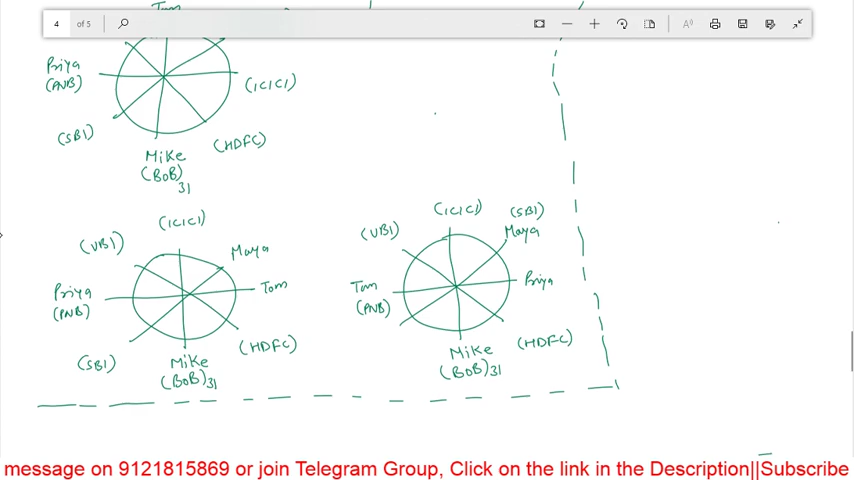 4 of 5
Tom
Priya
(PNB)
(ICICI)
(SBI)
(HDFC)
Mike
(BOB)
31
(ICICI)
(UBI)
Maya
Priya
(PNB)
Tom
(SBI)
(HDFC)
Mike
(BOB)31
(ICICI)
(SBI)
(UBI)
Maya
Tom
(PNB)
Priya
(HDFC)
Mike
(BOB)31
message on 9121815869 or join Telegram Group, Click on the link in the Description||Subscribe